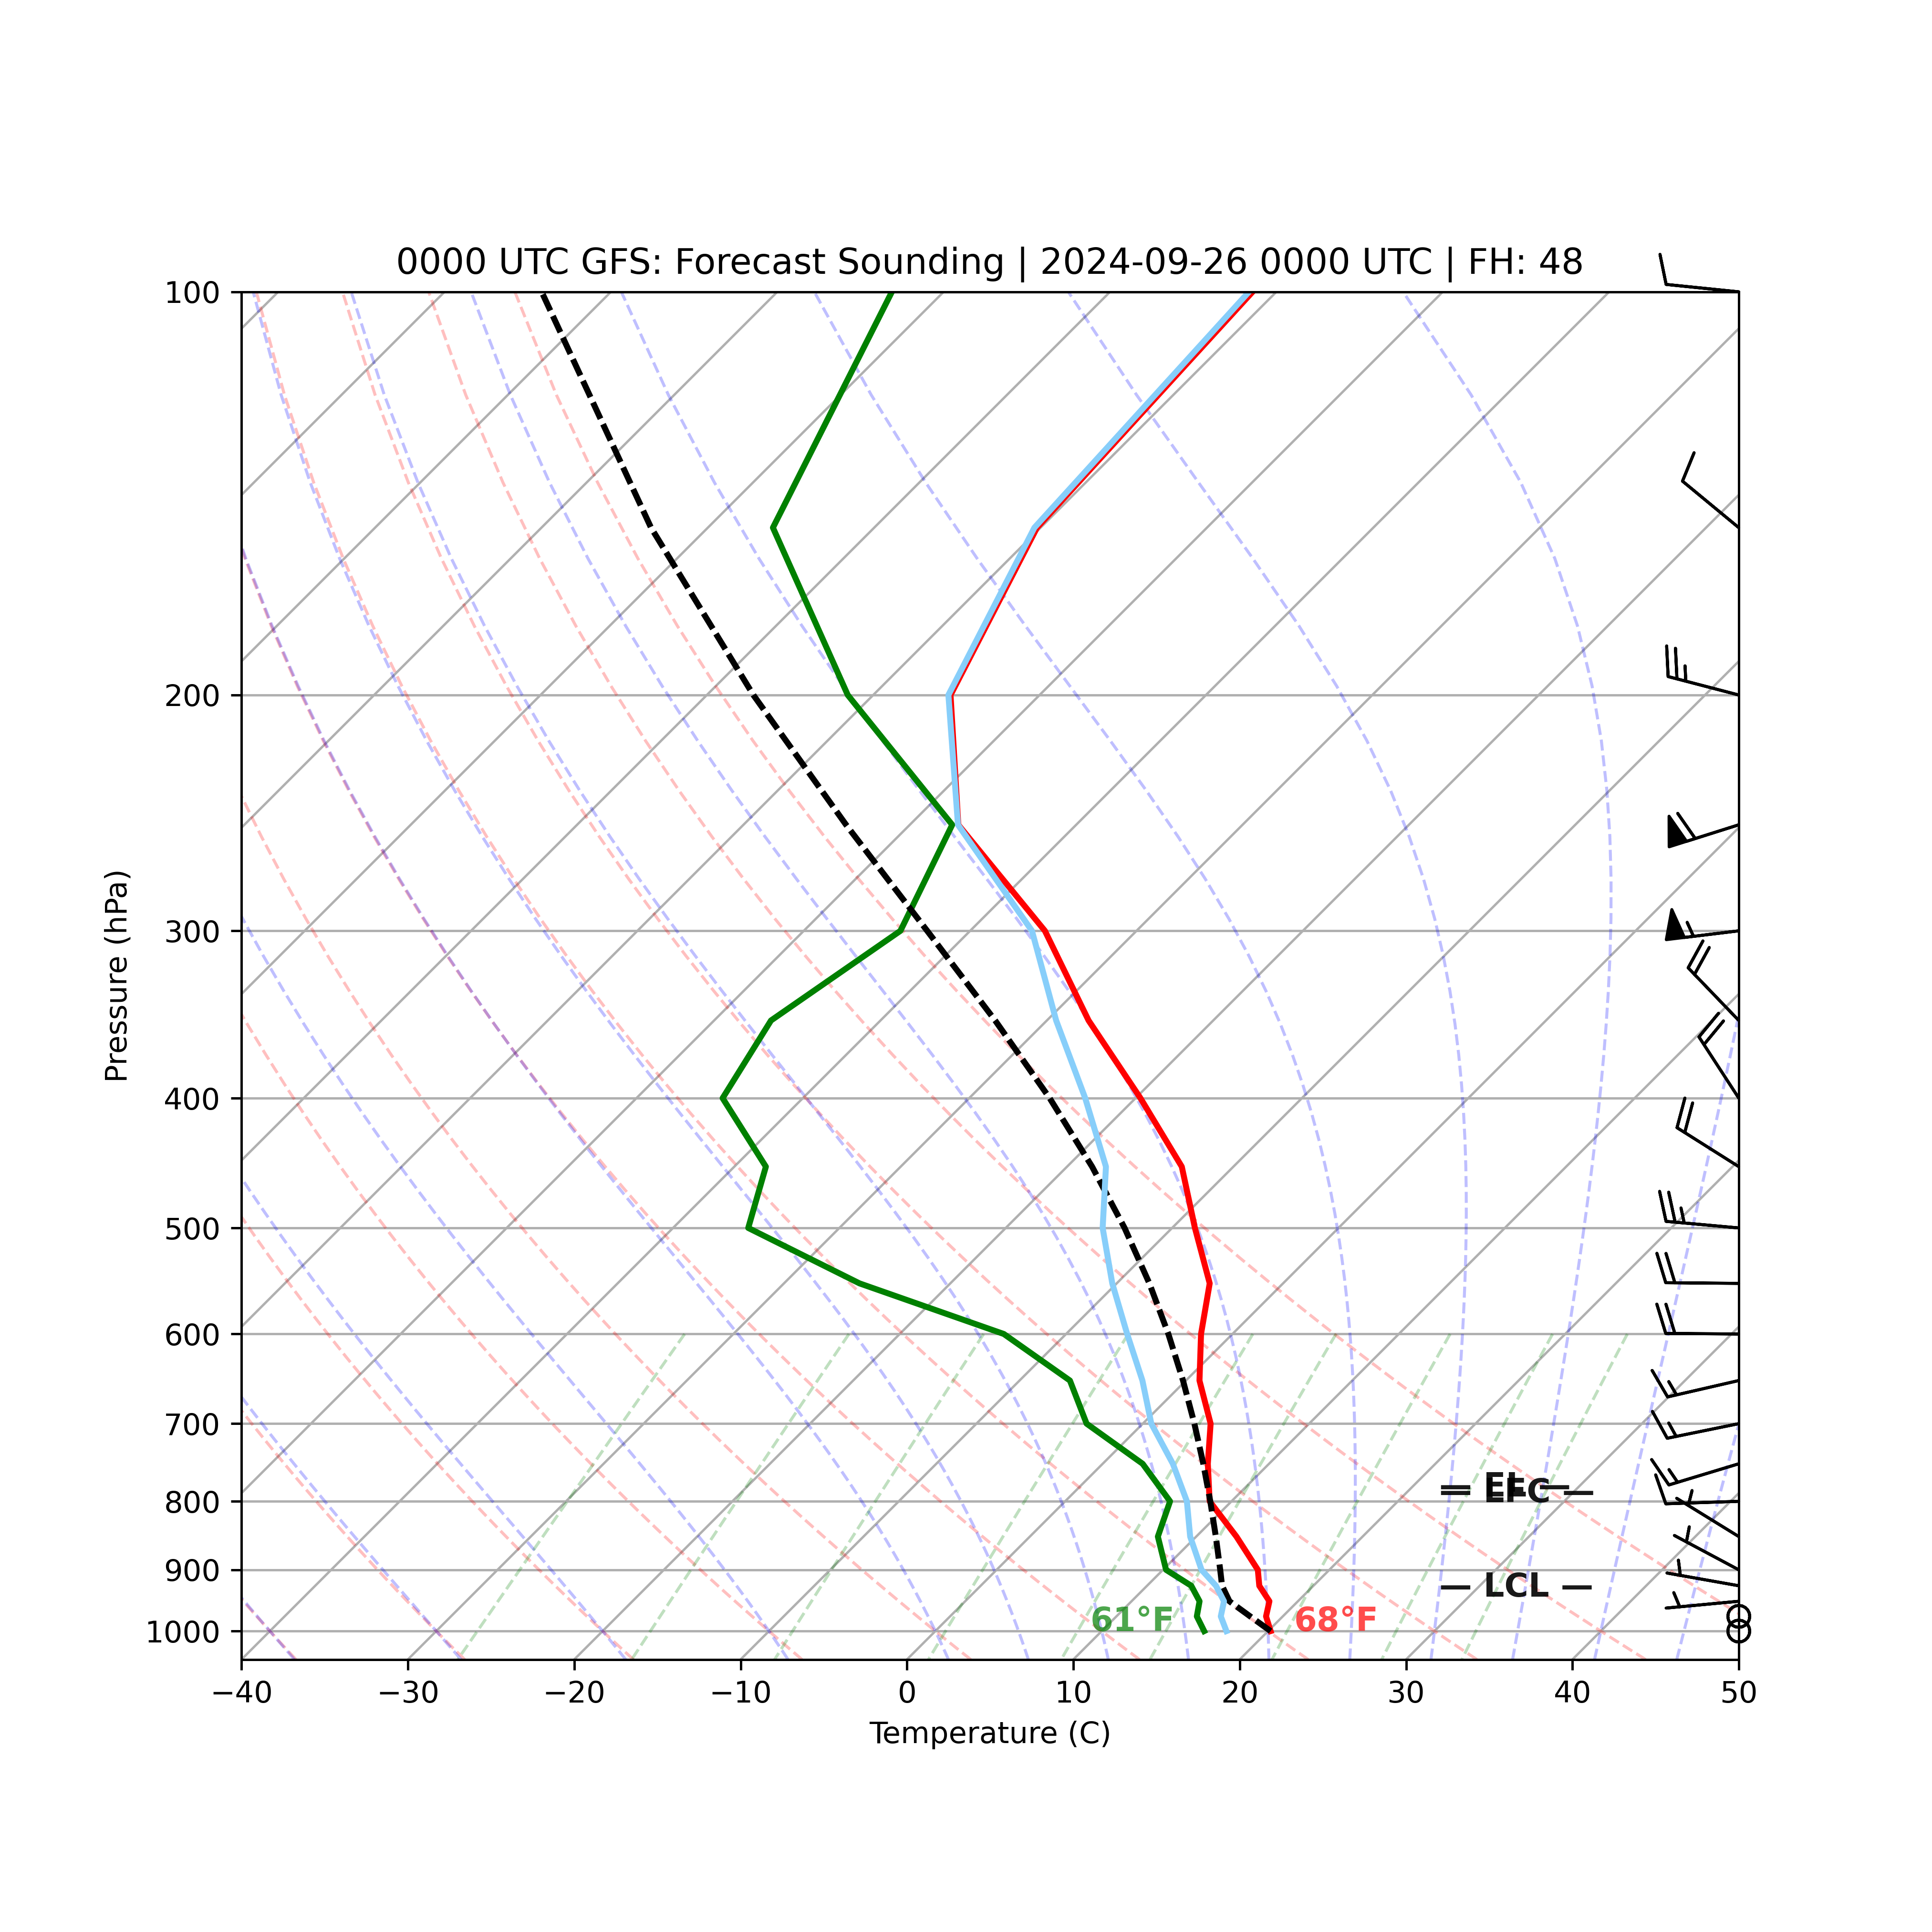 0000 UTC GFS: Forecast Sounding | 2024-09-26 0000 UTC | FH: 48
100
200
300
400
500
600
700
800
900
1000
Pressure (hPa)
— EL —
— LFC —
— LCL —
61°F
68°F
−40
−30
−20
−10
0
10
20
30
40
50
Temperature (C)